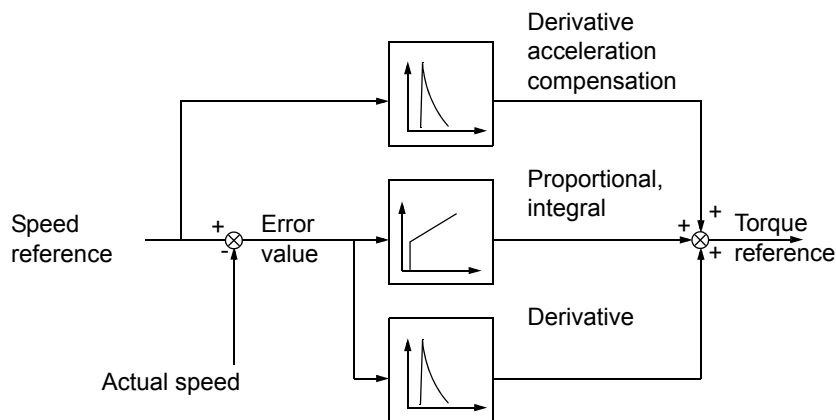 Derivative
acceleration
compensation
Proportional,
integral
Speed
reference
+
-
Error
value
+
+
+
Torque
reference
Derivative
Actual speed